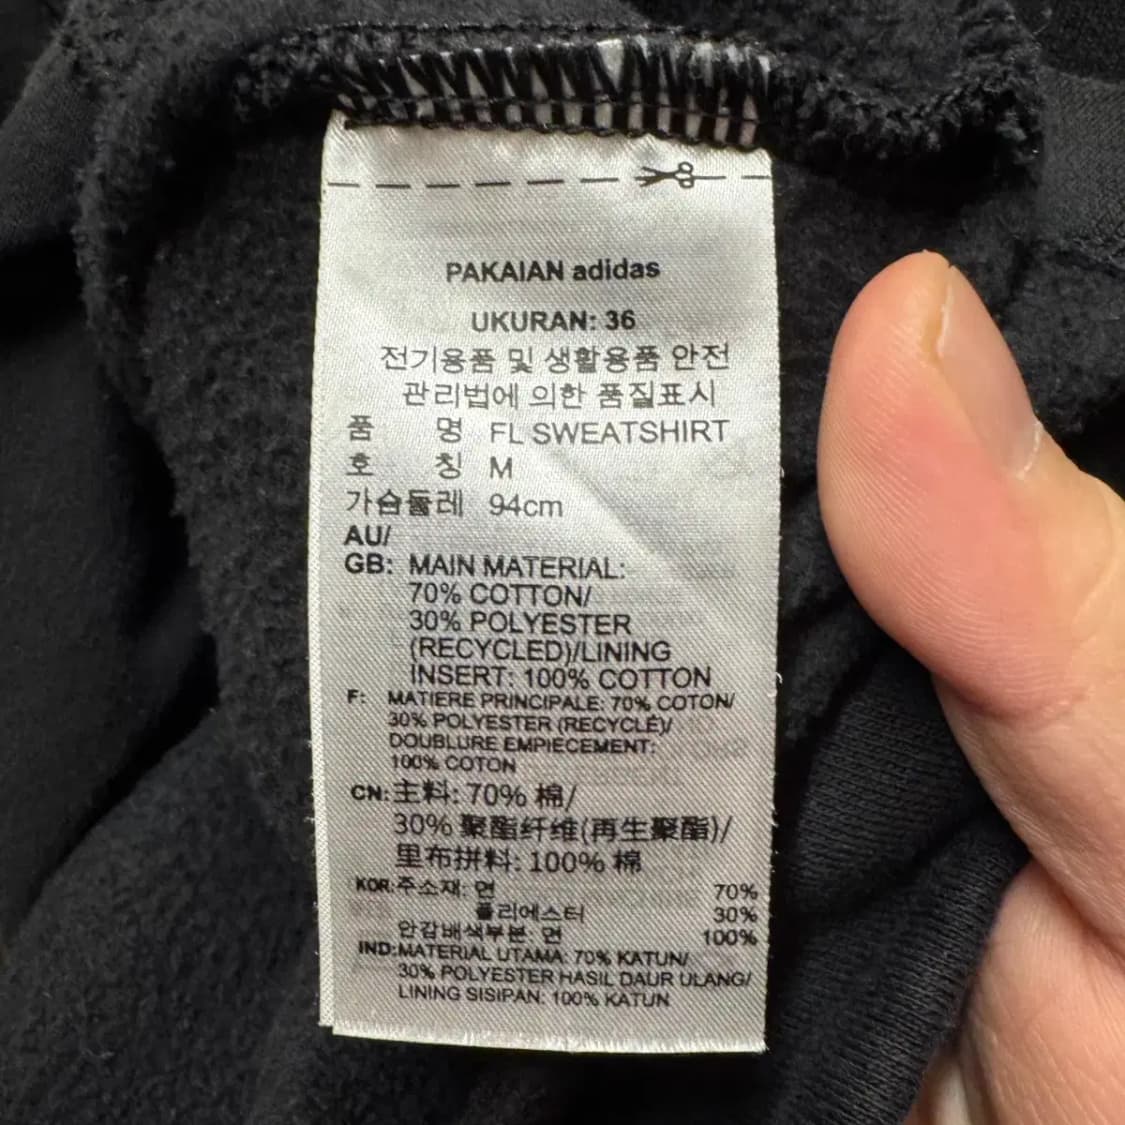 PAKAIAN adidas
UKURAN: 36
전기용품 및 생활용품 안전
관리법에 의한 품질표시
품 명 FL SWEATSHIRT
호 칭 M
가슴둘레 94cm
AU/
GB: MAIN MATERIAL:
70% COTTON/
30% POLYESTER
(RECYCLED)/LINING
INSERT: 100% COTTON
F: MATIERE PRINCIPALE: 70% COTON/
30% POLYESTER (RECYCLÉ)/
DOUBLURE EMPIECEMENT:
100% COTON
CN: 主料: 70% 棉/
30% 聚酯纤维(再生聚酯)/
里布拼料: 100% 棉
KOR: 주소재: 면 70%
폴리에스터 30%
안감배색부분: 면 100%
IND: MATERIAL UTAMA: 70% KATUN/
30% POLYESTER HASIL DAUR ULANG/
LINING SISIPAN: 100% KATUN